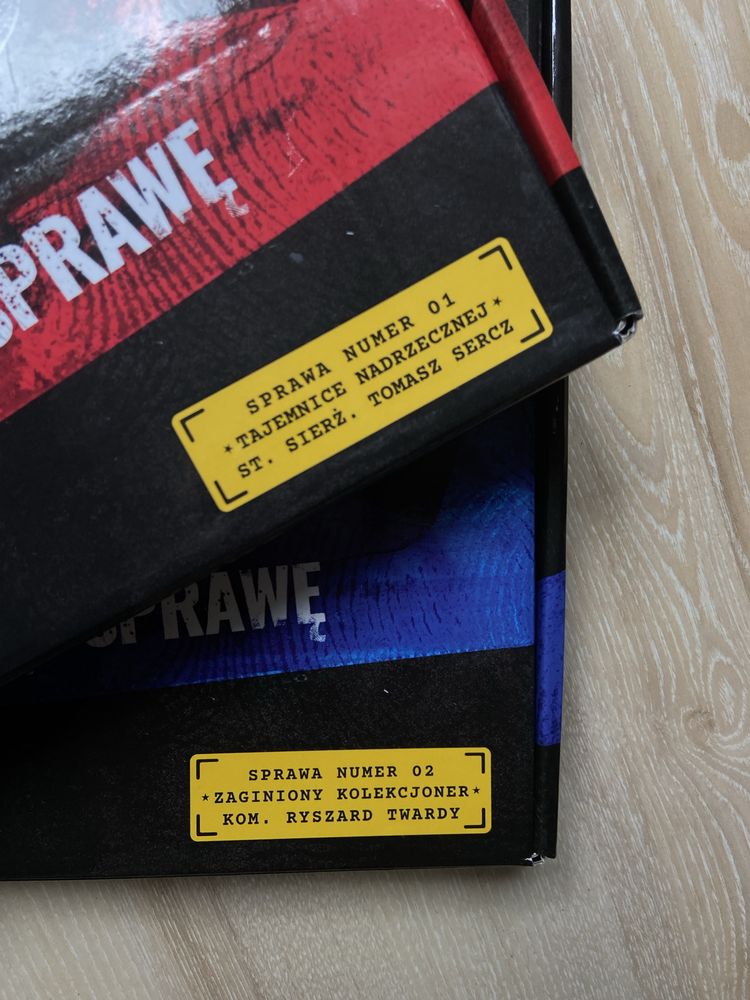 SPRAWĘ
SPRAWA NUMER 01
★TAJEMNICE NADRZECZNEJ★
ST. SIERŻ. TOMASZ SERCZ
SPRAWĘ
SPRAWA NUMER 02
★ZAGINIONY KOLEKCJONER★
KOM. RYSZARD TWARDY